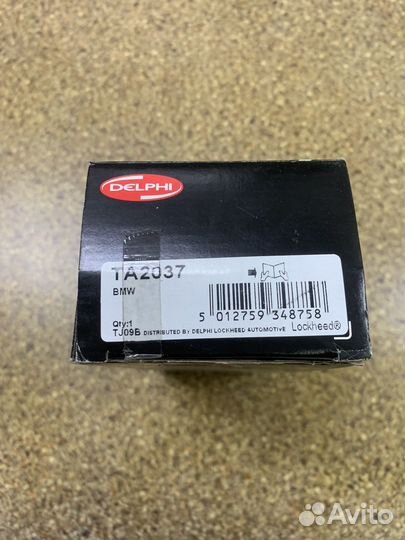 DELPHI
TA2037
BMW
5 012759 348758
Qty:1
TJ09B DISTRIBUTED BY DELPHI LOCKHEED AUTOMOTIVE Lockheed®
Avito